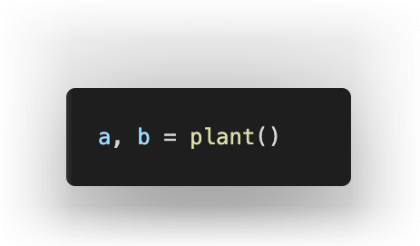 a, b = plant()